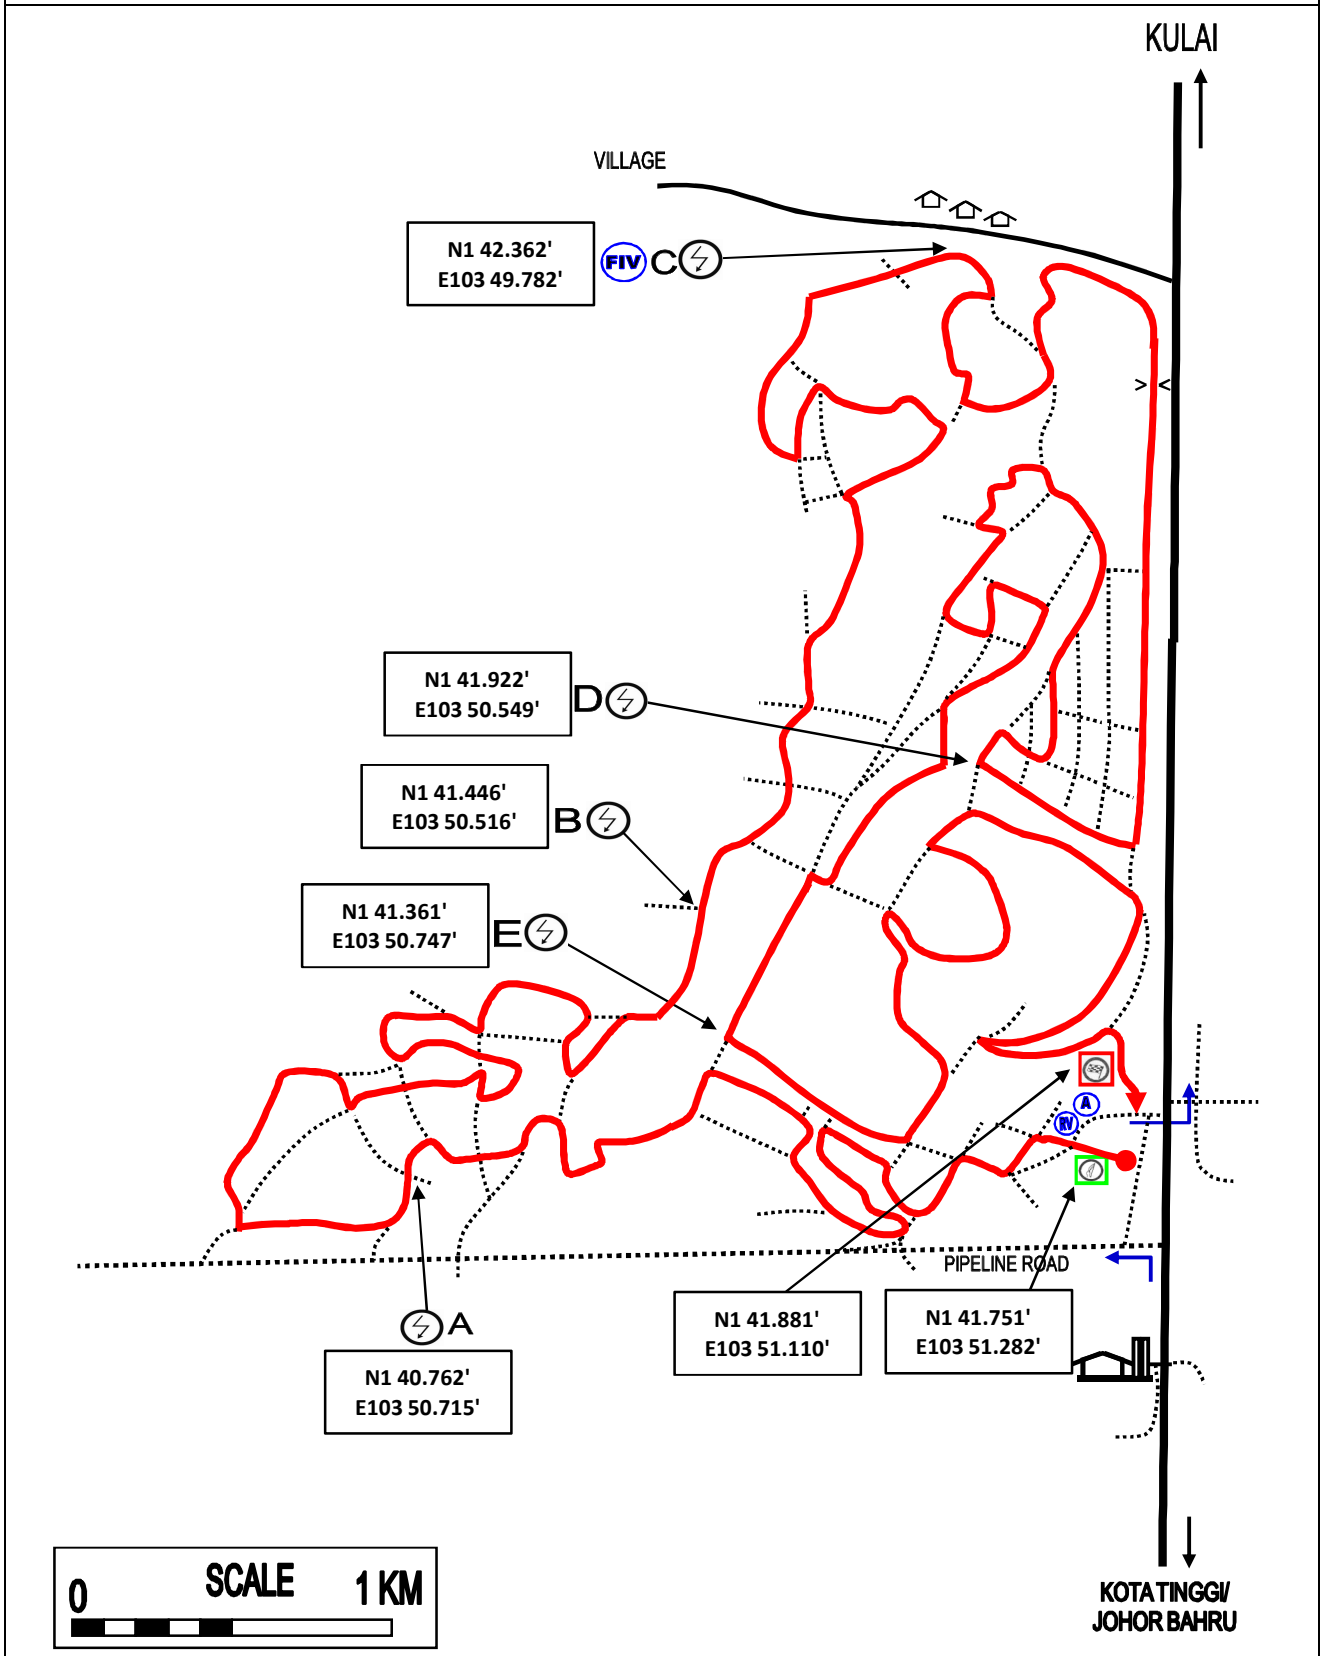 KULAI
VILLAGE
N1 42.362'
E103 49.782'
FIV C
> <
N1 41.922'
E103 50.549'
D
N1 41.446'
E103 50.516'
B
N1 41.361'
E103 50.747'
E
A
RV
PIPELINE ROAD
N1 41.881'
E103 51.110'
N1 41.751'
E103 51.282'
A
N1 40.762'
E103 50.715'
SCALE
0 1 KM
KOTA TINGGI/
JOHOR BAHRU